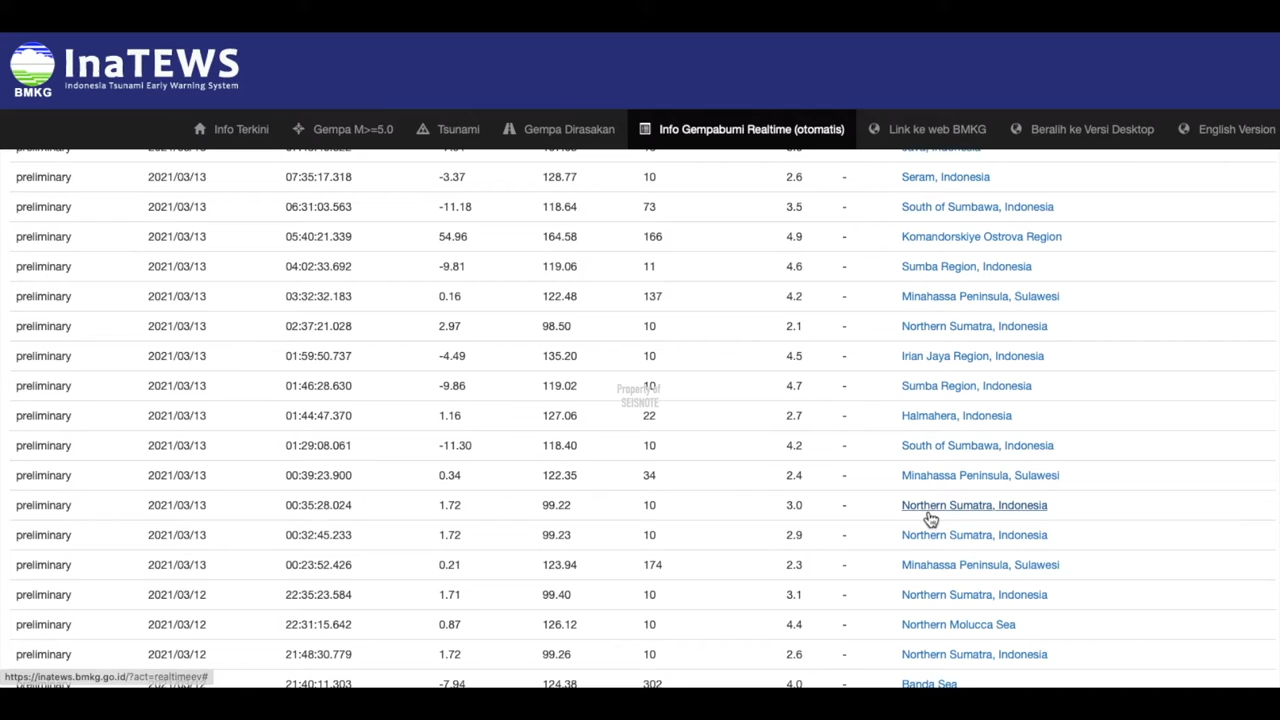 InaTEWS
Indonesia Tsunami Early Warning System
BMKG
Info Terkini Gempa M>=5.0 Tsunami Gempa Dirasakan Info Gempabumi Realtime (otomatis) Link ke web BMKG Beralih ke Versi Desktop English Version
preliminary 2021/03/13 07:35:17.318 -3.37 128.77 10 2.6 - Seram, Indonesia
preliminary 2021/03/13 06:31:03.563 -11.18 118.64 73 3.5 - South of Sumbawa, Indonesia
preliminary 2021/03/13 05:40:21.339 54.96 164.58 166 4.9 - Komandorskiye Ostrova Region
preliminary 2021/03/13 04:02:33.692 -9.81 119.06 11 4.6 - Sumba Region, Indonesia
preliminary 2021/03/13 03:32:32.183 0.16 122.48 137 4.2 - Minahassa Peninsula, Sulawesi
preliminary 2021/03/13 02:37:21.028 2.97 98.50 10 2.1 - Northern Sumatra, Indonesia
preliminary 2021/03/13 01:59:50.737 -4.49 135.20 10 4.5 - Irian Jaya Region, Indonesia
preliminary 2021/03/13 01:46:28.630 -9.86 119.02 10 4.7 - Sumba Region, Indonesia
Property of
SEISNOTE
preliminary 2021/03/13 01:44:47.370 1.16 127.06 22 2.7 - Halmahera, Indonesia
preliminary 2021/03/13 01:29:08.061 -11.30 118.40 10 4.2 - South of Sumbawa, Indonesia
preliminary 2021/03/13 00:39:23.900 0.34 122.35 34 2.4 - Minahassa Peninsula, Sulawesi
preliminary 2021/03/13 00:35:28.024 1.72 99.22 10 3.0 - Northern Sumatra, Indonesia
preliminary 2021/03/13 00:32:45.233 1.72 99.23 10 2.9 - Northern Sumatra, Indonesia
preliminary 2021/03/13 00:23:52.426 0.21 123.94 174 2.3 - Minahassa Peninsula, Sulawesi
preliminary 2021/03/12 22:35:23.584 1.71 99.40 10 3.1 - Northern Sumatra, Indonesia
preliminary 2021/03/12 22:31:15.642 0.87 126.12 10 4.4 - Northern Molucca Sea
preliminary 2021/03/12 21:48:30.779 1.72 99.26 10 2.6 - Northern Sumatra, Indonesia
https://inatews.bmkg.go.id/?act=realtimeev#
21:40:11.303 -7.94 124.38 302 4.0 - Banda Sea